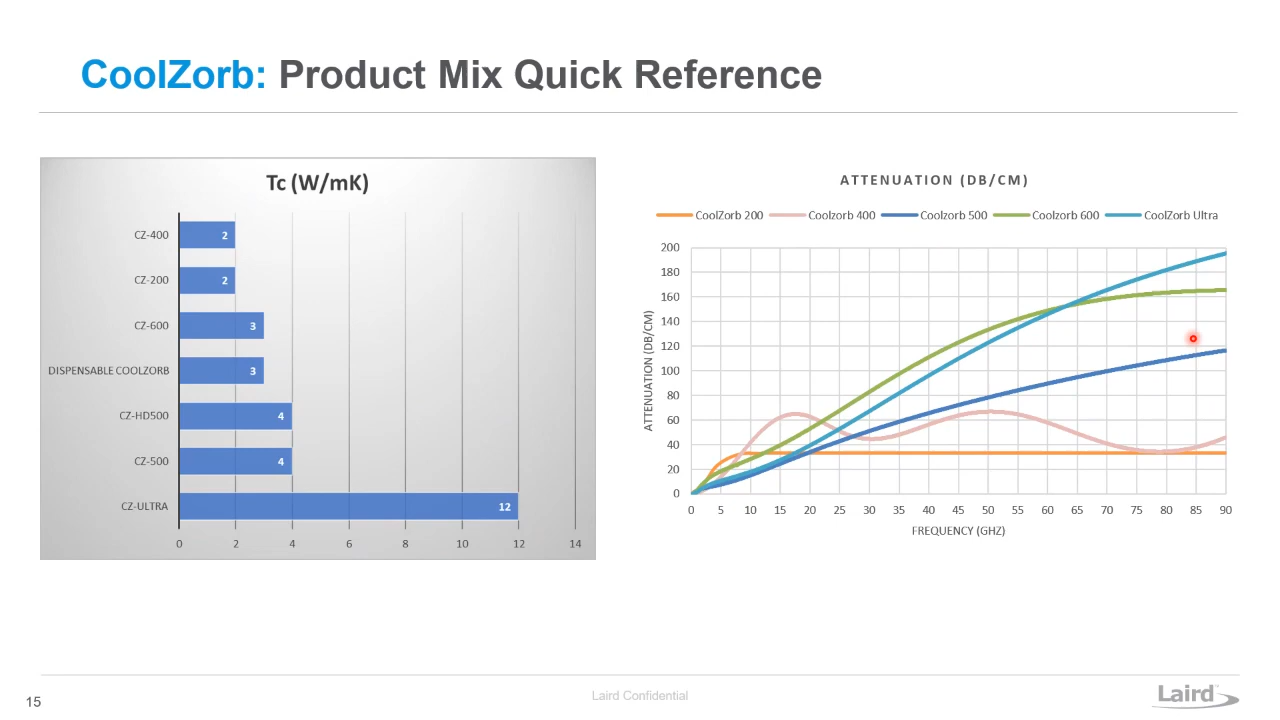 CoolZorb: Product Mix Quick Reference
Tc (W/mK)
CZ-400
2
CZ-200
2
CZ-600
3
DISPENSABLE COOLZORB
3
CZ-HD500
4
CZ-500
4
CZ-ULTRA
12
0 2 4 6 8 10 12 14
ATTENUATION (DB/CM)
CoolZorb 200 Coolzorb 400 Coolzorb 500 Coolzorb 600 CoolZorb Ultra
ATTENUATION (DB/CM)
200
180
160
140
120
100
80
60
40
20
0
0 5 10 15 20 25 30 35 40 45 50 55 60 65 70 75 80 85 90
FREQUENCY (GHZ)
15
Laird Confidential
Laird™